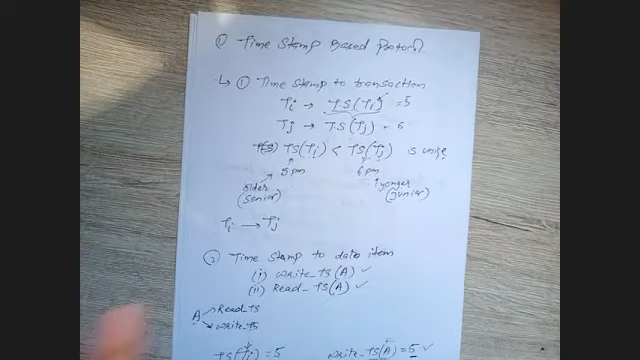 ① Time Stamp Based Protocol.
↳ ① Time Stamp to transaction
Ti → TS(Ti) = 5
Tj → TS(Tj) = 6
TS(Ti) < TS(Tj) is unique
5 pm 6 pm
older yonger
(senior) (Junior)
Ti → Tj
② Time Stamp to data item
(i) write_TS(A) ✓
(ii) Read_TS(A) ✓
A Read_TS
write_TS
TS(Ti) = 5 write_TS(A) = 5 ✓